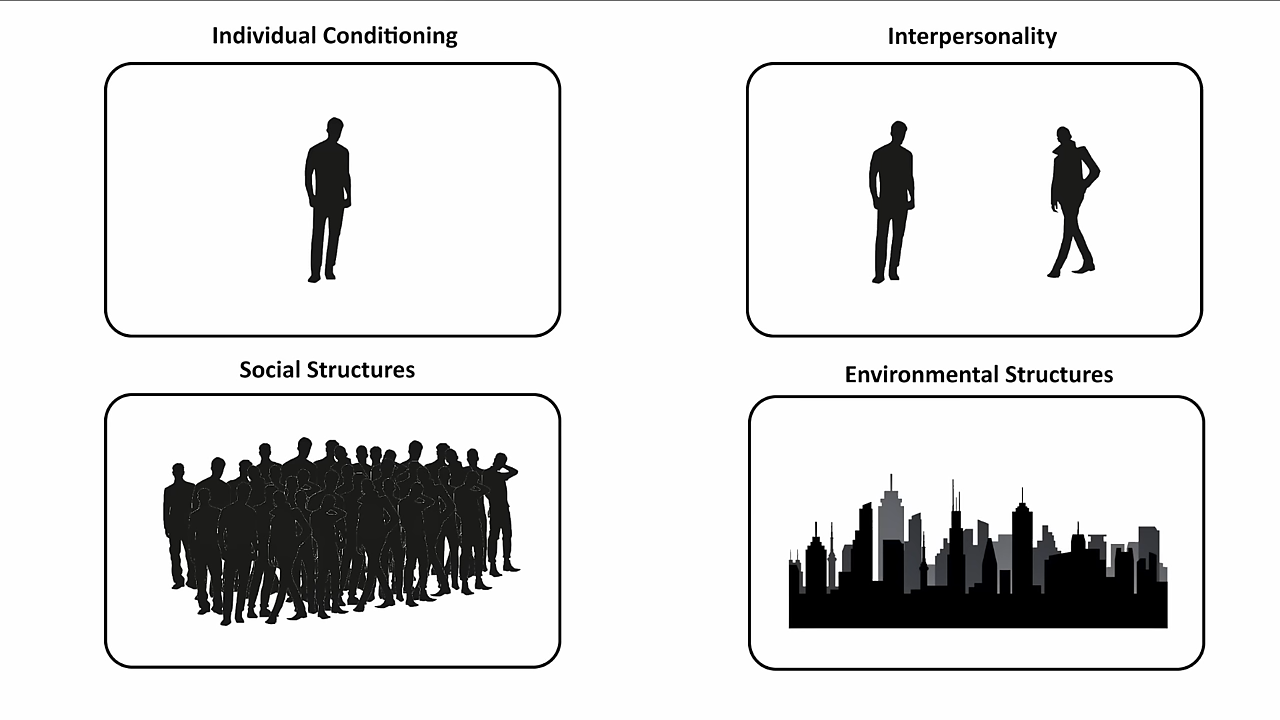 Individual Conditioning
Interpersonality
Social Structures
Environmental Structures